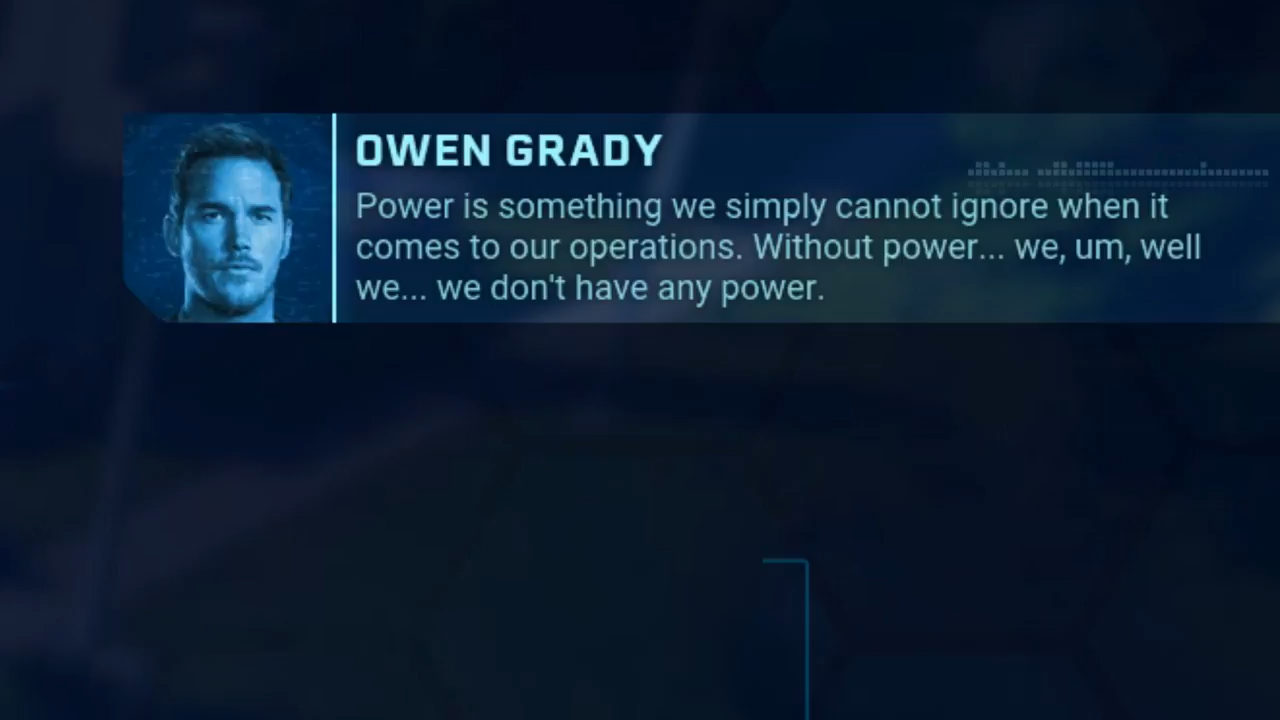 OWEN GRADY
Power is something we simply cannot ignore when it
comes to our operations. Without power... we, um, well
we... we don't have any power.